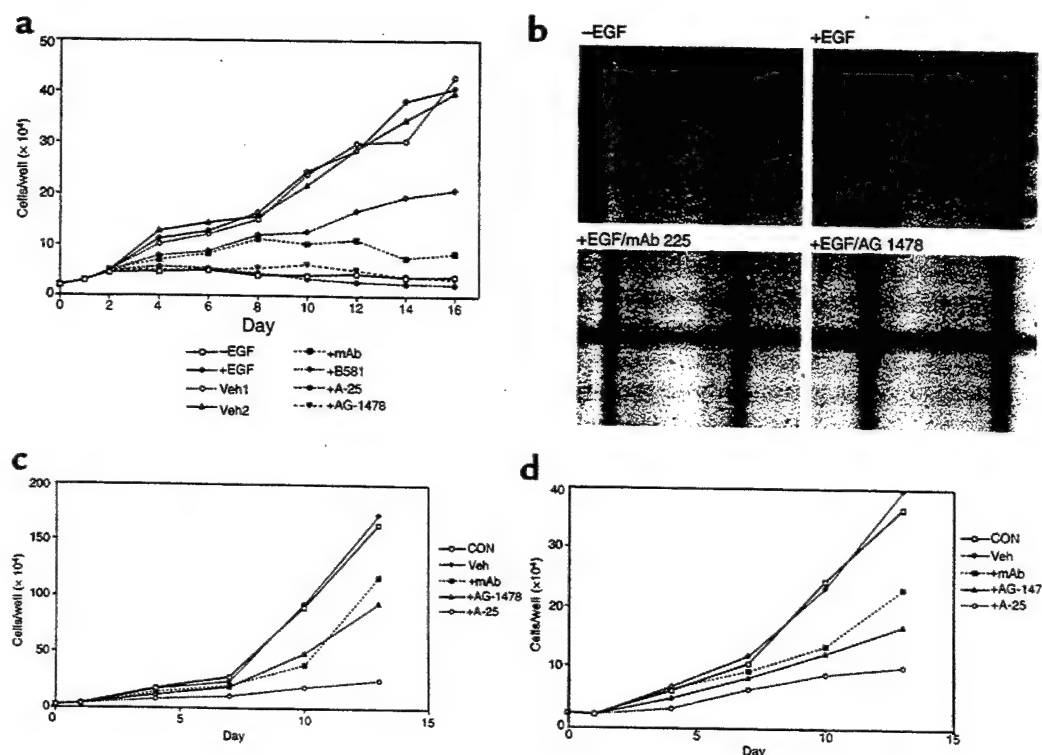 a
50
40
30
20
10
0
Cells/well (× 10⁴)
0 2 4 6 8 10 12 14 16
Day
-EGF
+EGF
Veh1
Veh2
+mAb
+B581
+A-25
+AG-1478
b
-EGF
+EGF
+EGF/mAb 225
+EGF/AG 1478
c
200
150
100
50
0
Cells/well (× 10⁴)
0 5 10 15
Day
CON
Veh
+mAb
+AG-1478
+A-25
d
40
30
20
10
0
Cells/well (×10⁴)
0 5 10 15
Day
CON
Veh
+mAb
+AG-147
+A-25